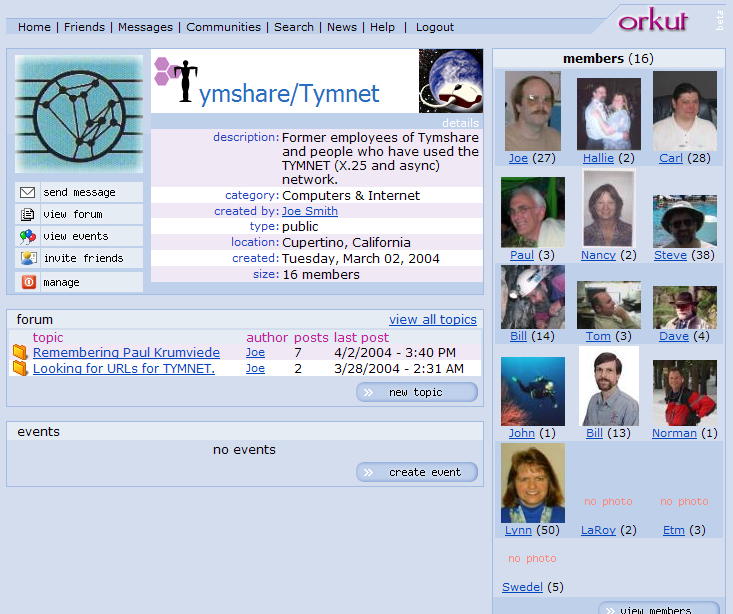 Home | Friends | Messages | Communities | Search | News | Help | Logout
orkut
beta
Tymshare/Tymnet
details
description: Former employees of Tymshare
and people who have used the
TYMNET (X.25 and async)
network.
category: Computers & Internet
created by: Joe Smith
type: public
location: Cupertino, California
created: Tuesday, March 02, 2004
size: 16 members
send message
view forum
view events
invite friends
manage
forum
view all topics
topic author posts last post
Remembering Paul Krumviede Joe 7 4/2/2004 - 3:40 PM
Looking for URLs for TYMNET. Joe 2 3/28/2004 - 2:31 AM
new topic
events
no events
create event
members (16)
Joe (27) Hallie (2) Carl (28)
Paul (3) Nancy (2) Steve (38)
Bill (14) Tom (3) Dave (4)
John (1) Bill (13) Norman (1)
no photo no photo
Lynn (50) LaRoy (2) Etm (3)
no photo
Swedel (5)
view members